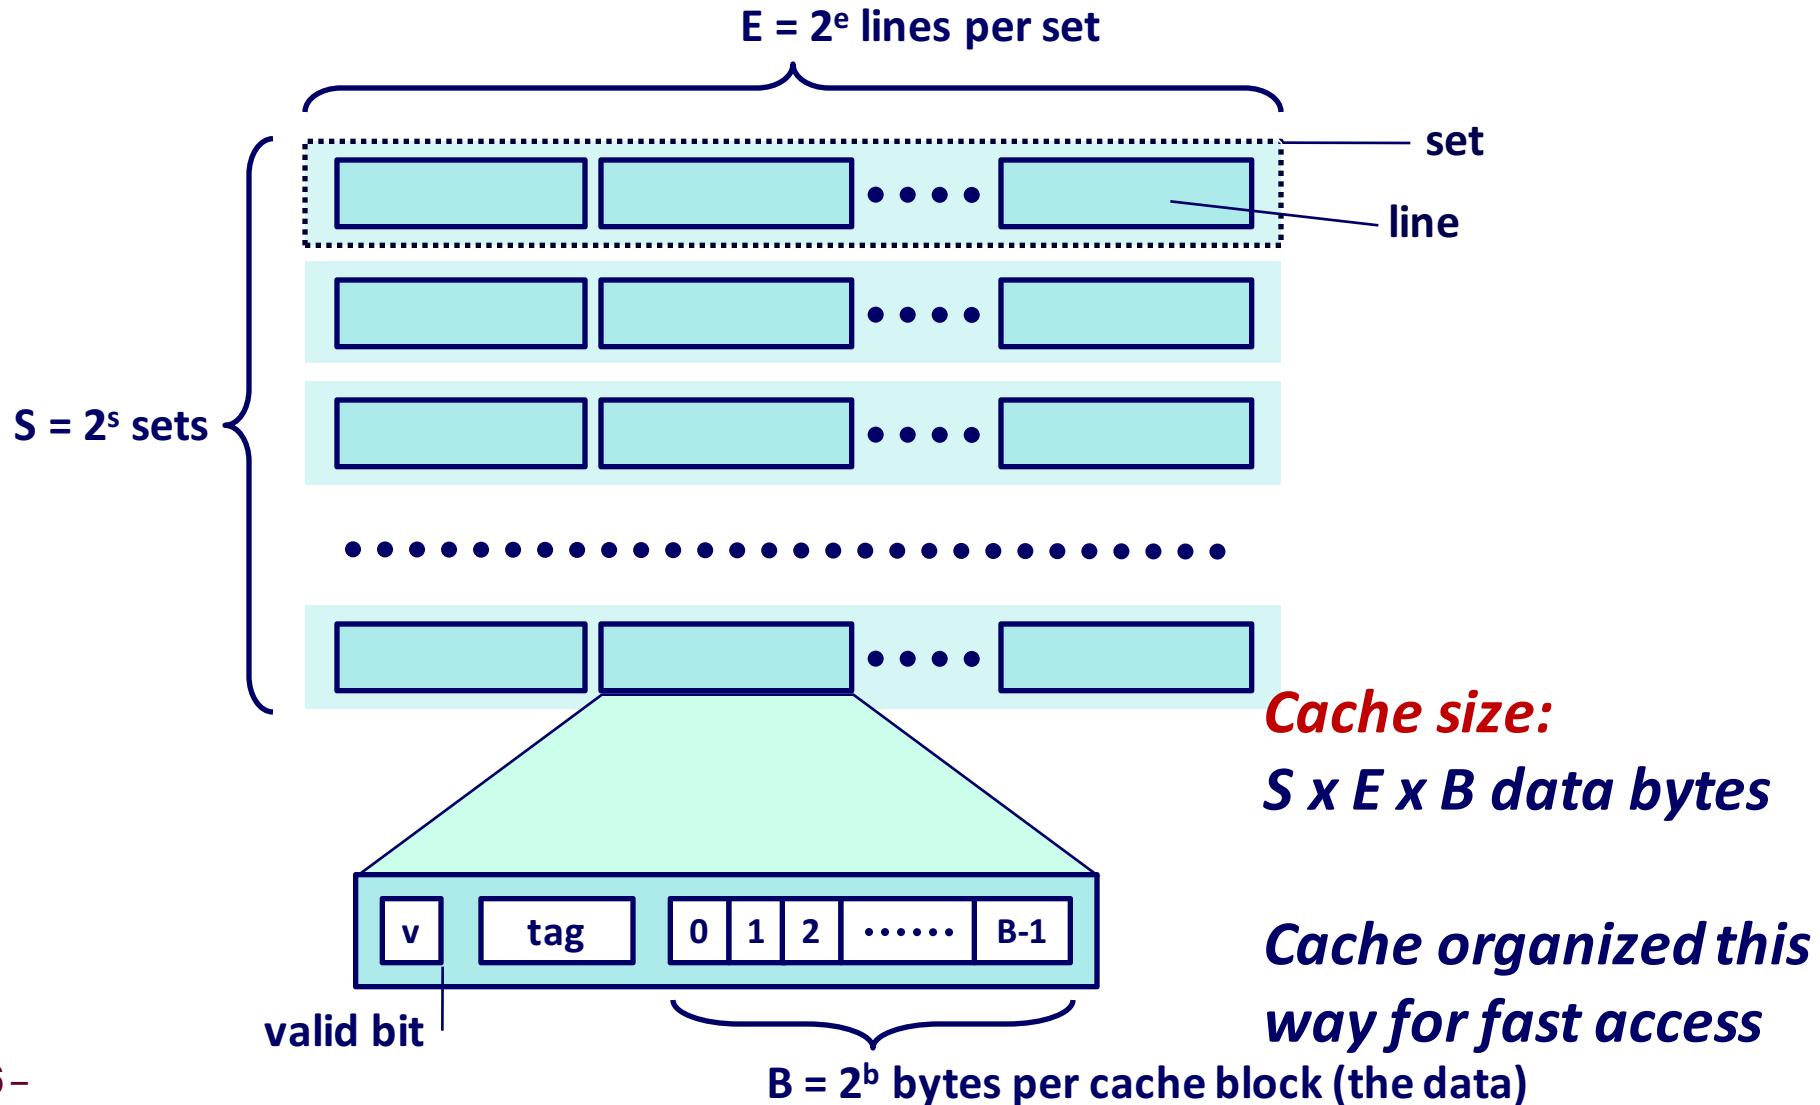 E = 2ᵉ lines per set
set
line
S = 2ˢ sets
Cache size:
S x E x B data bytes
v
tag
0
1
2
B-1
Cache organized this
way for fast access
valid bit
B = 2ᵇ bytes per cache block (the data)